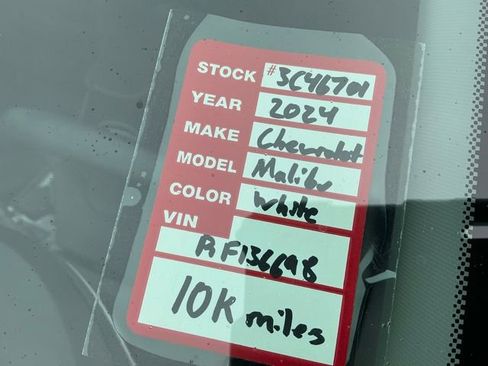 STOCK # 3C46701
YEAR 2024
MAKE Chevrolet
MODEL Malibu
COLOR White
VIN
RF136698
10K miles